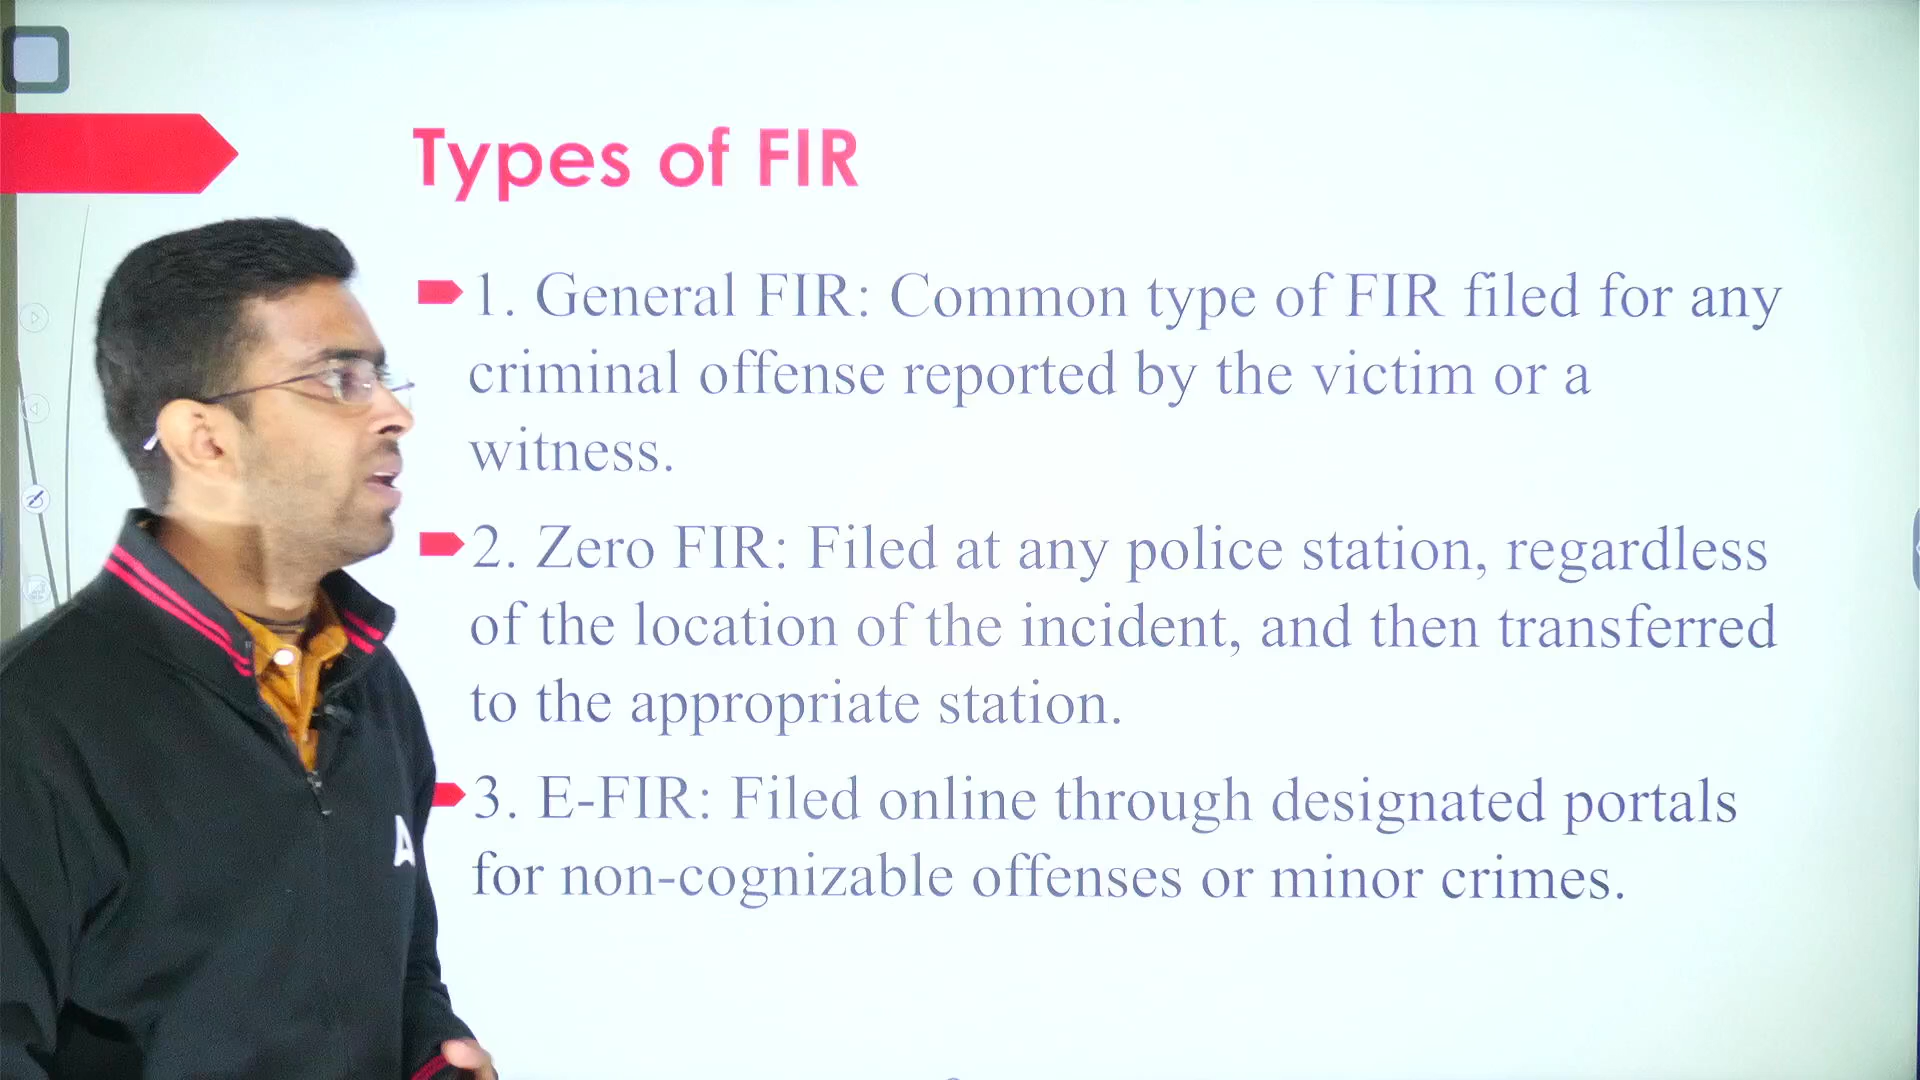 Types of FIR
1. General FIR: Common type of FIR filed for any
criminal offense reported by the victim or a
witness.
2. Zero FIR: Filed at any police station, regardless
of the location of the incident, and then transferred
to the appropriate station.
3. E-FIR: Filed online through designated portals
for non-cognizable offenses or minor crimes.
A